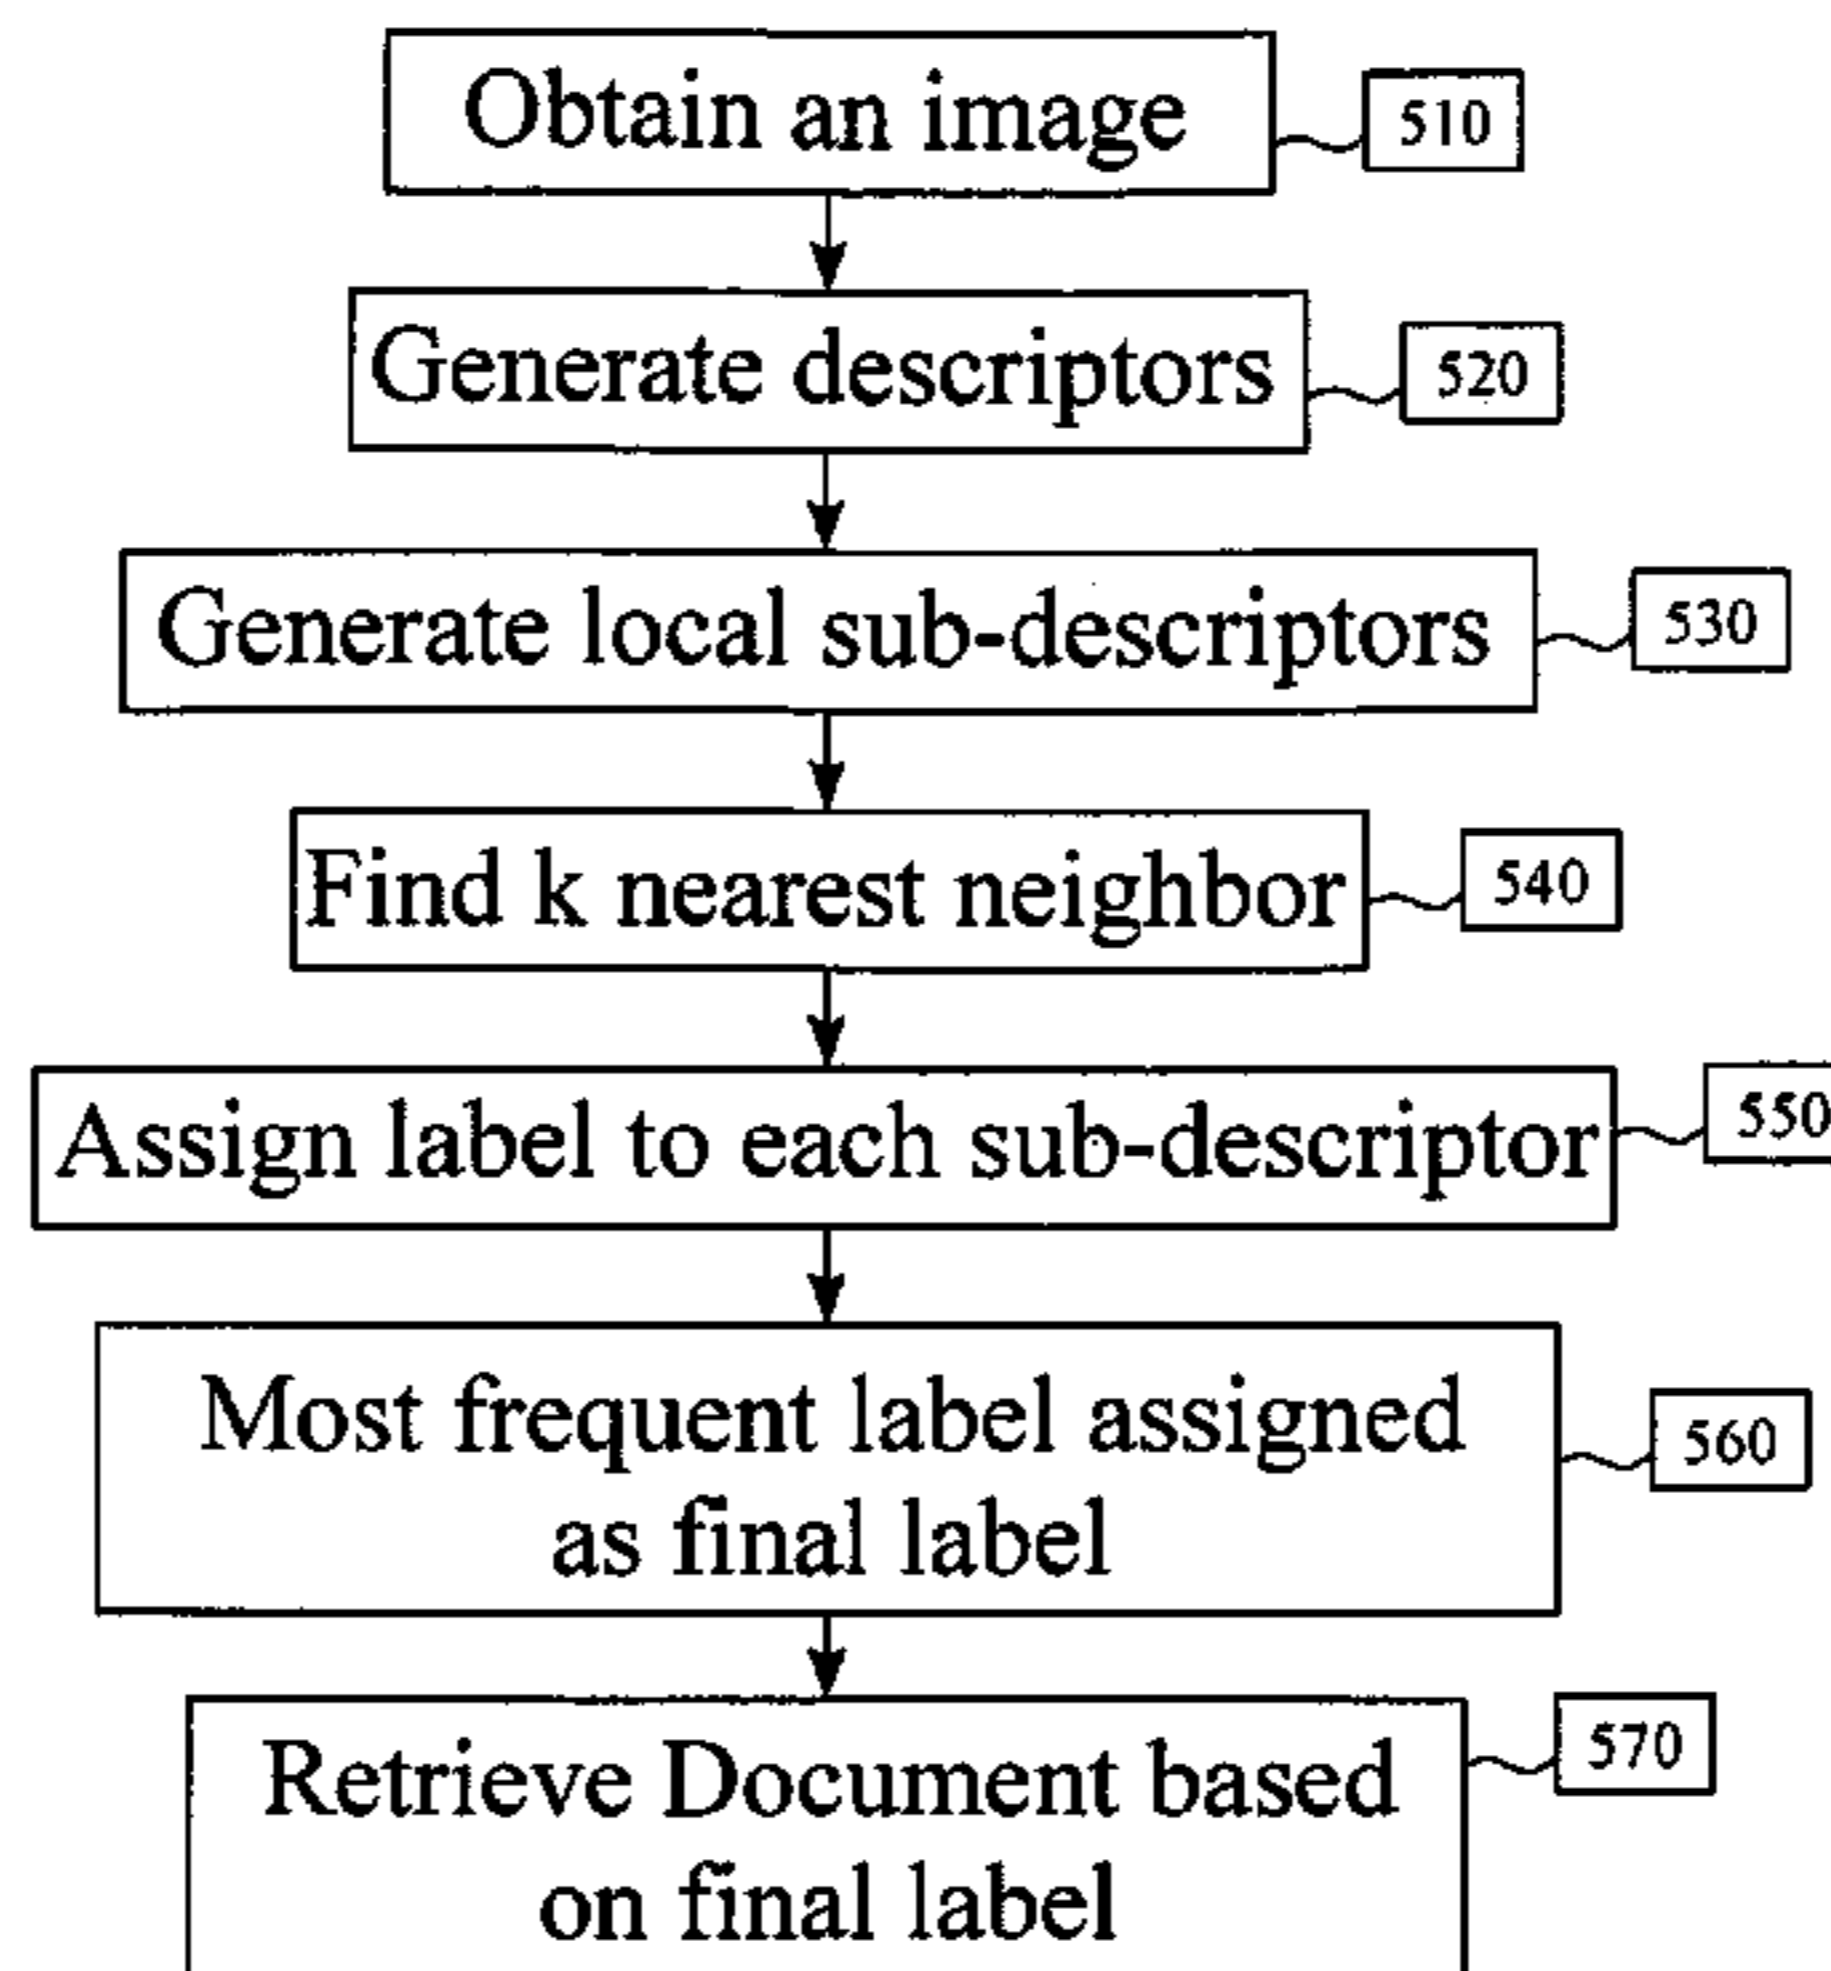 Obtain an image
510
Generate descriptors
520
Generate local sub-descriptors
530
Find k nearest neighbor
540
Assign label to each sub-descriptor
550
Most frequent label assigned
as final label
560
Retrieve Document based
on final label
570